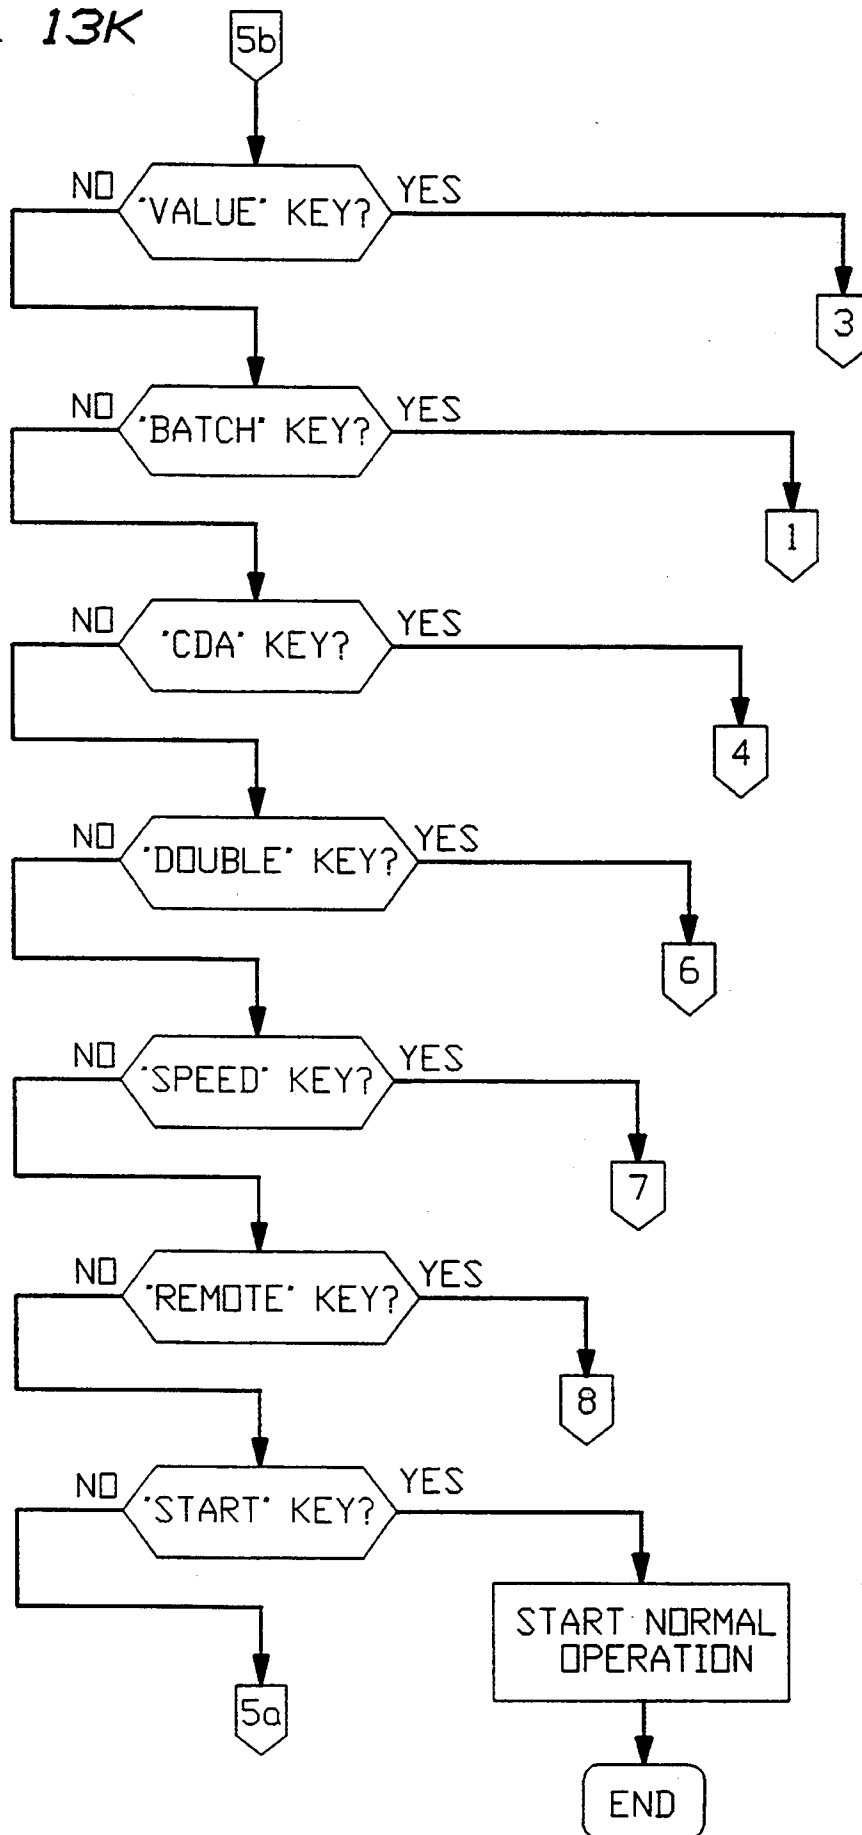 13K
5b
NO "VALUE" KEY? YES
3
NO "BATCH" KEY? YES
1
NO "CDA" KEY? YES
4
NO "DOUBLE" KEY? YES
6
NO "SPEED" KEY? YES
7
NO "REMOTE" KEY? YES
8
NO "START" KEY? YES
START NORMAL
OPERATION
5a
END